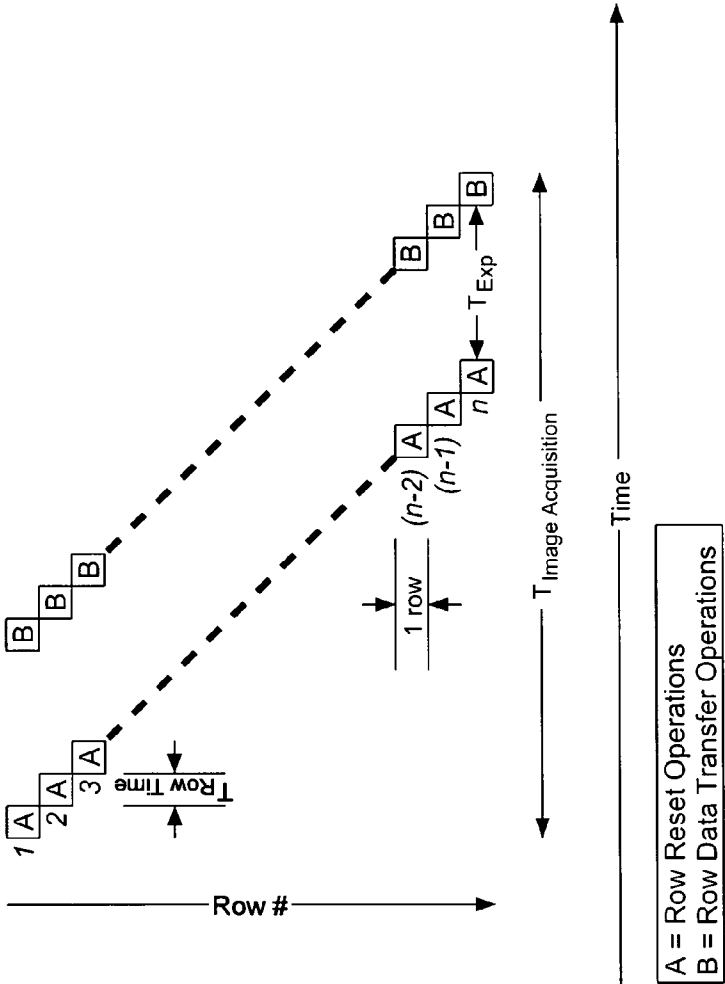 1
A
B
2
A
B
3
A
B
T Row Time
Row #
1 row
(n-2)
A
B
(n-1)
A
B
n
A
T Exp
B
T Image Acquisition
Time
A = Row Reset Operations
B = Row Data Transfer Operations